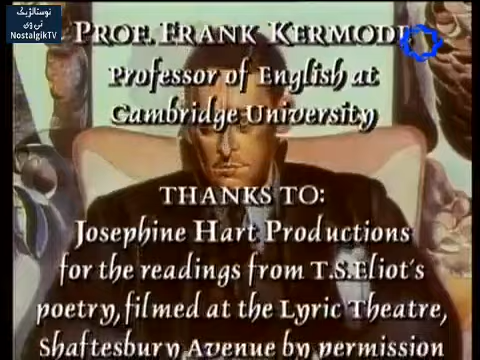 نوستالژیک
تی وی
NostalgikTV
PROF. FRANK KERMODE
Professor of English at
Cambridge University
THANKS TO:
Josephine Hart Productions
for the readings from T.S.Eliot's
poetry, filmed at the Lyric Theatre,
Shaftesbury Avenue by permission